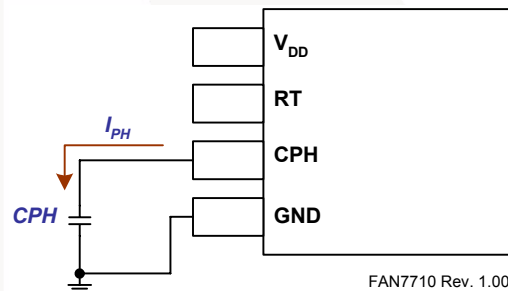 V_DD
RT
I_PH
CPH
CPH
GND
FAN7710 Rev. 1.00